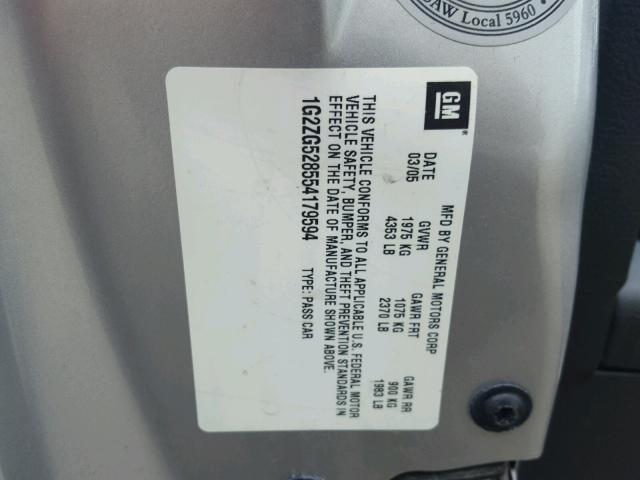 UAW Local 5960
GM
MFD BY GENERAL MOTORS CORP
DATE GVWR GAWR FRT GAWR RR
03/05 1975 KG 1075 KG 900 KG
4353 LB 2370 LB 1983 LB
THIS VEHICLE CONFORMS TO ALL APPLICABLE U.S. FEDERAL MOTOR
VEHICLE SAFETY, BUMPER, AND THEFT PREVENTION STANDARDS IN
EFFECT ON THE DATE OF MANUFACTURE SHOWN ABOVE.
1G2ZG528554179594 TYPE: PASS CAR